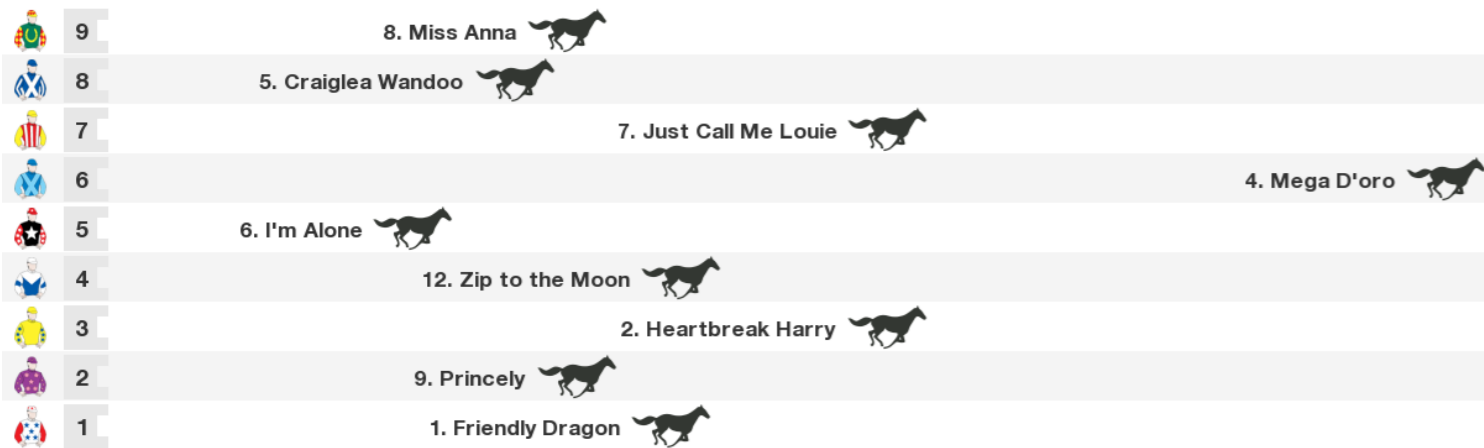 9 8. Miss Anna
8 5. Craiglea Wandoo
7 7. Just Call Me Louie
6 4. Mega D'oro
5 6. I'm Alone
4 12. Zip to the Moon
3 2. Heartbreak Harry
2 9. Princely
1 1. Friendly Dragon